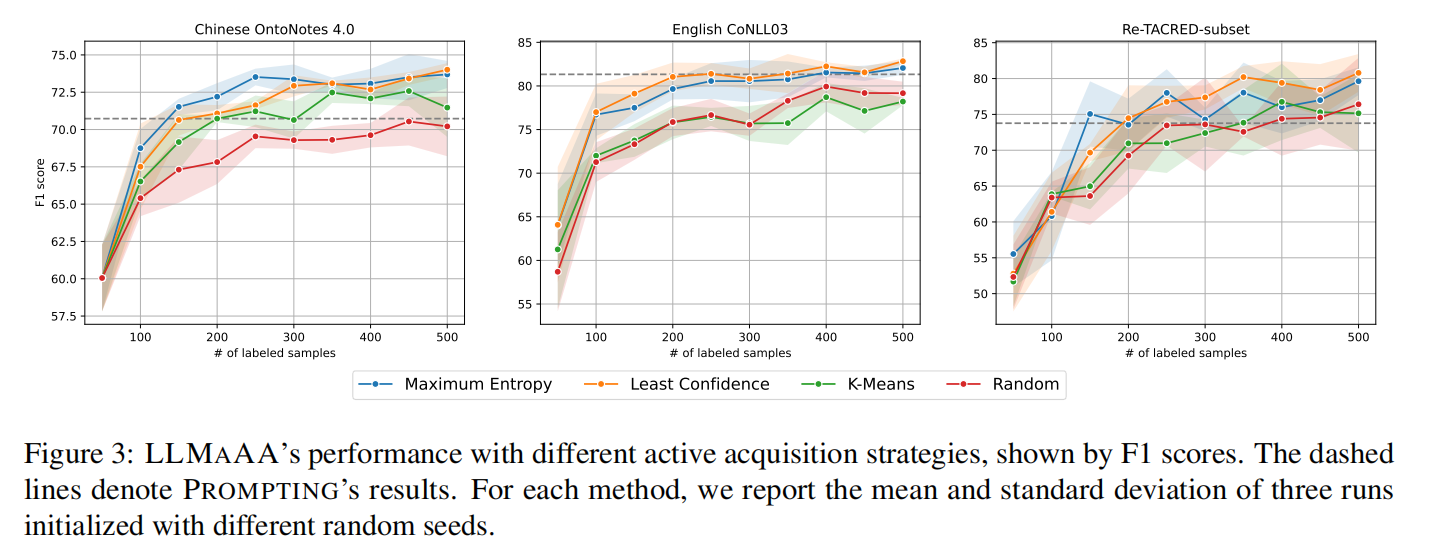 Chinese OntoNotes 4.0
English CoNLL03
Re-TACRED-subset
F1 score
75.0
72.5
70.0
67.5
65.0
62.5
60.0
57.5
100
200
300
400
500
# of labeled samples
85
80
75
70
65
60
55
100
200
300
400
500
# of labeled samples
85
80
75
70
65
60
55
50
100
200
300
400
500
# of labeled samples
Maximum Entropy
Least Confidence
K-Means
Random
Figure 3: LLMAAA's performance with different active acquisition strategies, shown by F1 scores. The dashed
lines denote PROMPTING's results. For each method, we report the mean and standard deviation of three runs
initialized with different random seeds.